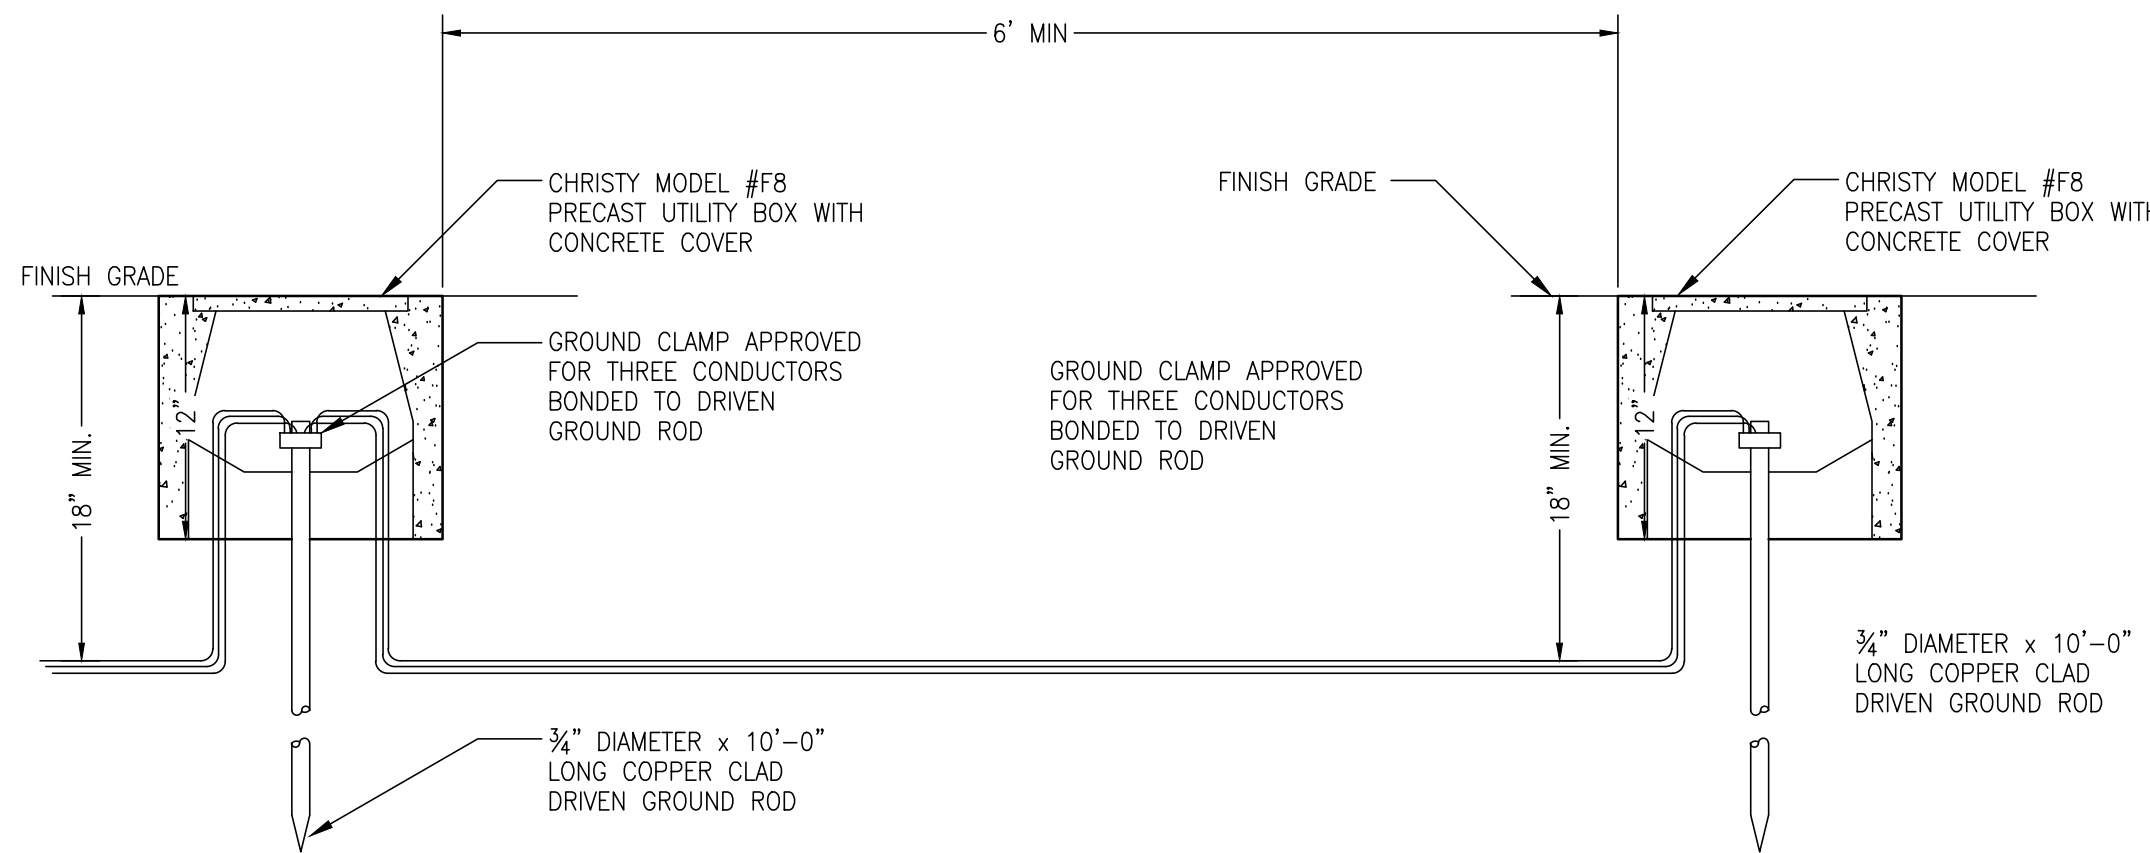 6' MIN
CHRISTY MODEL #F8
PRECAST UTILITY BOX WITH
CONCRETE COVER
FINISH GRADE
CHRISTY MODEL #F8
PRECAST UTILITY BOX WITH
CONCRETE COVER
FINISH GRADE
GROUND CLAMP APPROVED
FOR THREE CONDUCTORS
BONDED TO DRIVEN
GROUND ROD
GROUND CLAMP APPROVED
FOR THREE CONDUCTORS
BONDED TO DRIVEN
GROUND ROD
18" MIN.
12"
18" MIN.
12"
¾" DIAMETER x 10'-0"
LONG COPPER CLAD
DRIVEN GROUND ROD
¾" DIAMETER x 10'-0"
LONG COPPER CLAD
DRIVEN GROUND ROD